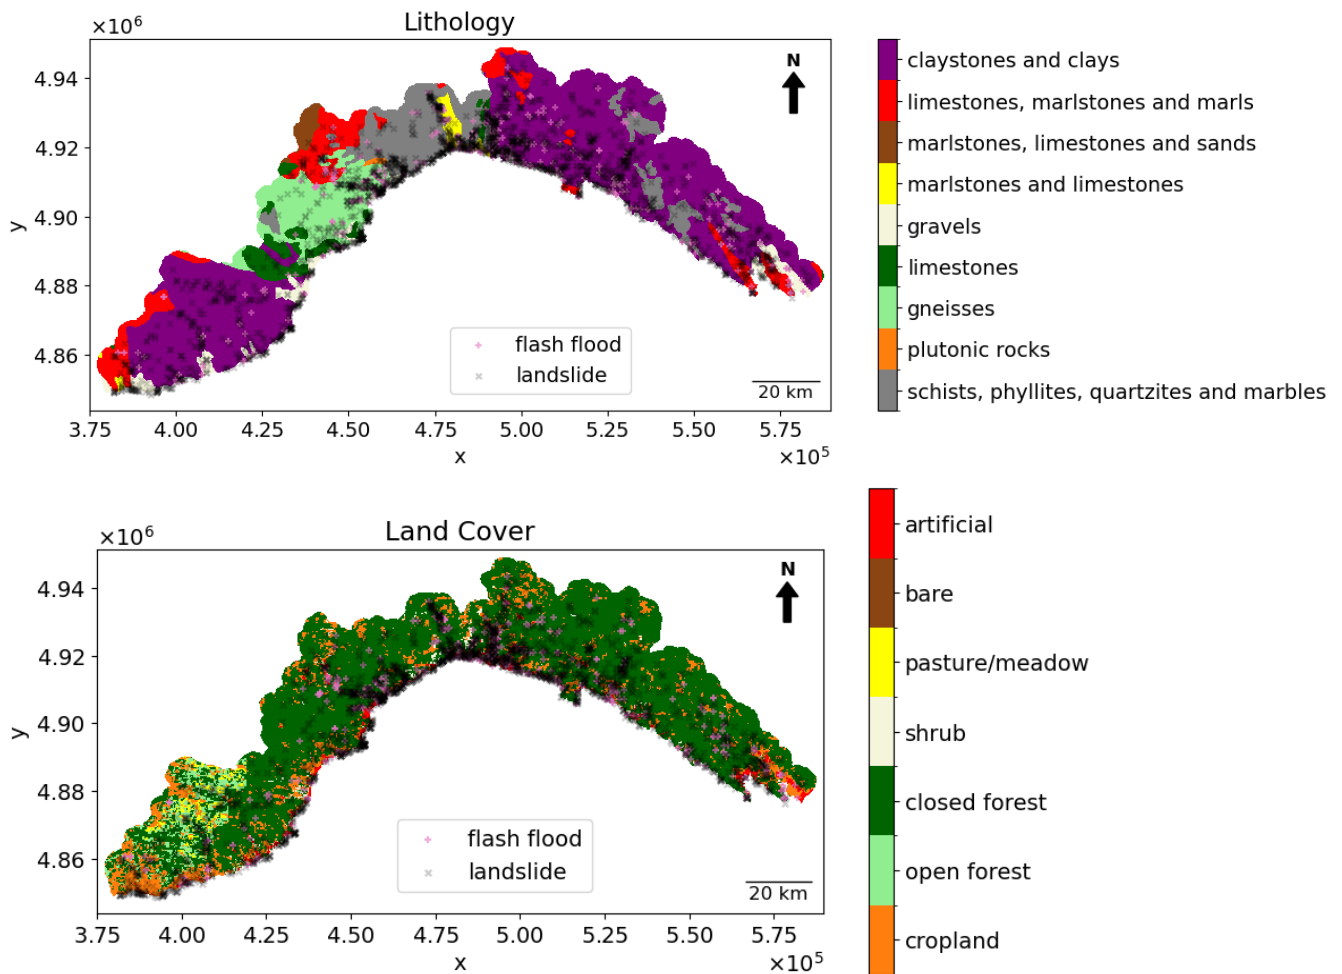 Lithology
×10⁶
N
claystones and clays
4.94
limestones, marlstones and marls
4.92
marlstones, limestones and sands
marlstones and limestones
y
4.90
gravels
limestones
4.88
gneisses
flash flood
plutonic rocks
4.86
landslide
20 km
schists, phyllites, quartzites and marbles
3.75 4.00 4.25 4.50 4.75 5.00 5.25 5.50 5.75
x
×10⁵
Land Cover
×10⁶
artificial
N
4.94
bare
4.92
pasture/meadow
y
4.90
shrub
4.88
closed forest
flash flood
4.86
landslide
open forest
20 km
3.75 4.00 4.25 4.50 4.75 5.00 5.25 5.50 5.75
cropland
x
×10⁵